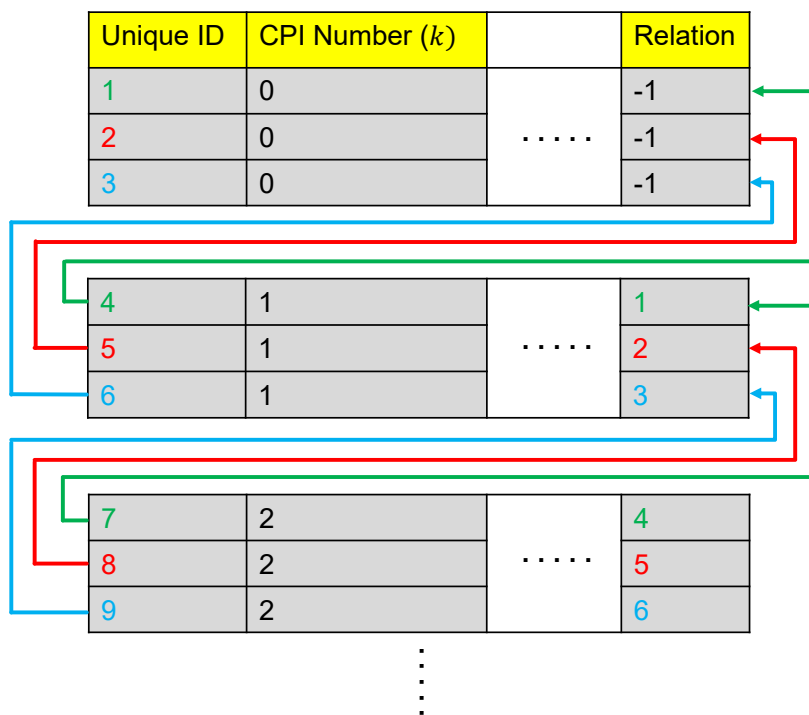 Unique ID CPI Number (k) Relation
1 0 -1
2 0 ..... -1
3 0 -1
4 1 1
5 1 ..... 2
6 1 3
7 2 4
8 2 ..... 5
9 2 6